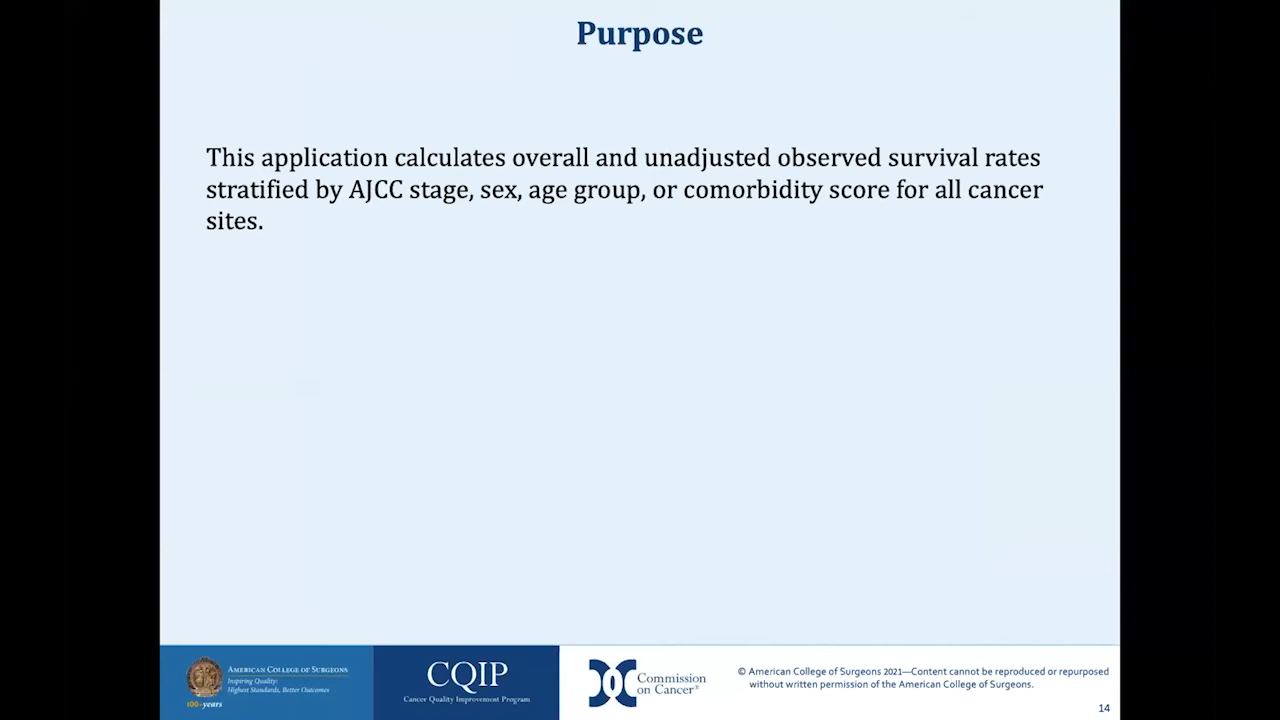 Purpose
This application calculates overall and unadjusted observed survival rates
stratified by AJCC stage, sex, age group, or comorbidity score for all cancer
sites.
AMERICAN COLLEGE OF SURGEONS
Inspiring Quality:
Highest Standards, Better Outcomes
100+years
CQIP
Cancer Quality Improvement Program
Commission
on Cancer®
© American College of Surgeons 2021—Content cannot be reproduced or repurposed
without written permission of the American College of Surgeons.
14